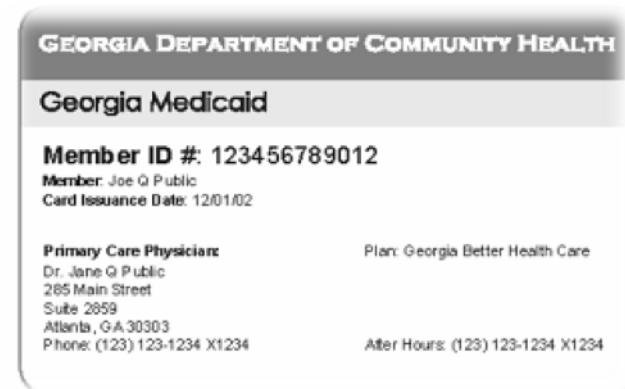 GEORGIA DEPARTMENT OF COMMUNITY HEALTH
Georgia Medicaid
Member ID #: 123456789012
Member: Joe Q Public
Card Issuance Date: 12/01/02
Primary Care Physician:
Dr. Jane Q Public
285 Main Street
Suite 2859
Atlanta, GA 30303
Phone: (123) 123-1234 X1234
Plan: Georgia Better Health Care
After Hours: (123) 123-1234 X1234